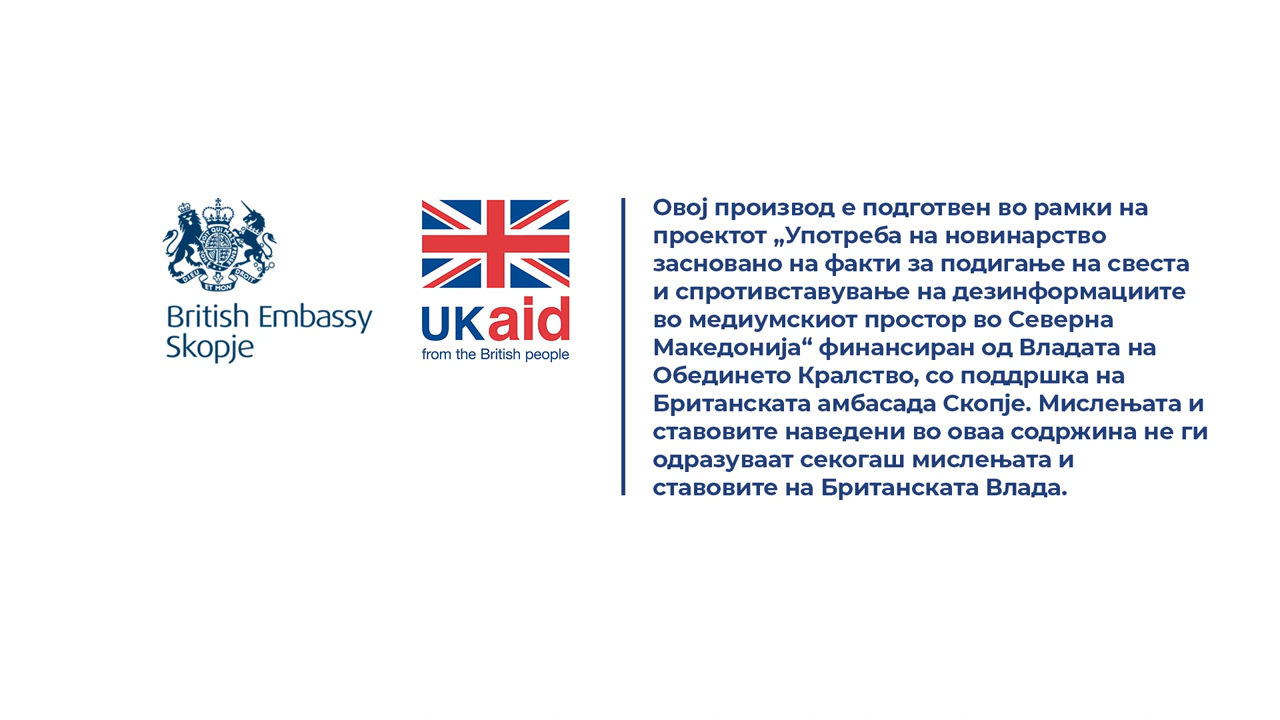 British Embassy
Skopje
UKaid
from the British people
Овој производ е подготвен во рамки на
проектот „Употреба на новинарство
засновано на факти за подигање на свеста
и спротивставување на дезинформациите
во медиумскиот простор во Северна
Македонија“ финансиран од Владата на
Обединето Кралство, со поддршка на
Британската амбасада Скопје. Мислењата и
ставовите наведени во оваа содржина не ги
одразуваат секогаш мислењата и
ставовите на Британската Влада.